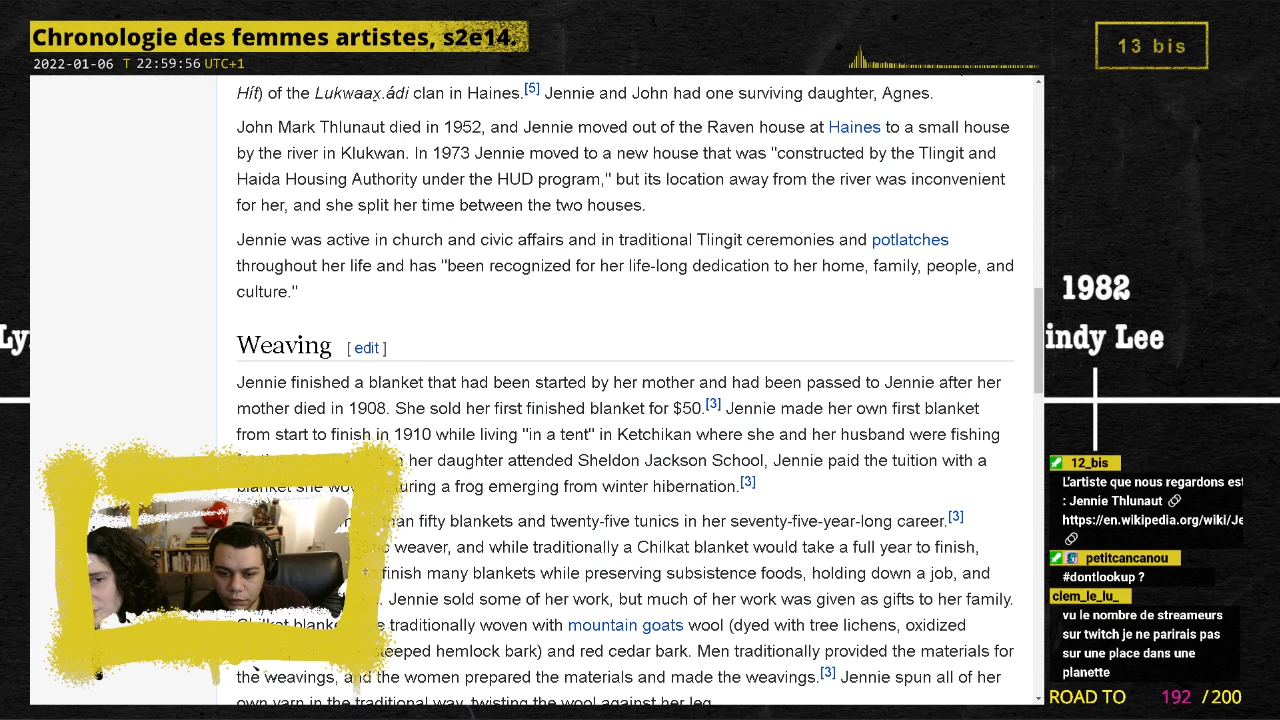 Chronologie des femmes artistes, s2e14.
2022-01-06 T 22:59:56 UTC+1
13 bis
Hít) of the Lukwaax̱.ádi clan in Haines.[5] Jennie and John had one surviving daughter, Agnes.
John Mark Thlunaut died in 1952, and Jennie moved out of the Raven house at Haines to a small house
by the river in Klukwan. In 1973 Jennie moved to a new house that was "constructed by the Tlingit and
Haida Housing Authority under the HUD program," but its location away from the river was inconvenient
for her, and she split her time between the two houses.
Jennie was active in church and civic affairs and in traditional Tlingit ceremonies and potlatches
throughout her life and has "been recognized for her life-long dedication to her home, family, people, and
culture."
Weaving [ edit ]
Jennie finished a blanket that had been started by her mother and had been passed to Jennie after her
mother died in 1908. She sold her first finished blanket for $50.[3] Jennie made her own first blanket
from start to finish in 1910 while living "in a tent" in Ketchikan where she and her husband were fishing
her daughter attended Sheldon Jackson School, Jennie paid the tuition with a
blanket she uring a frog emerging from winter hibernation.[3]
an fifty blankets and twenty-five tunics in her seventy-five-year-long career.[3]
weaver, and while traditionally a Chilkat blanket would take a full year to finish,
finish many blankets while preserving subsistence foods, holding down a job, and
. Jennie sold some of her work, but much of her work was given as gifts to her family.
Chilkat blanke e traditionally woven with mountain goats wool (dyed with tree lichens, oxidized
teeped hemlock bark) and red cedar bark. Men traditionally provided the materials for
the weavings, and the women prepared the materials and made the weavings.[3] Jennie spun all of her
own yarn in the traditional way, twisting the wool against her leg
Ly
1982
indy Lee
12_bis
L'artiste que nous regardons est
: Jennie Thlunaut
https://en.wikipedia.org/wiki/Je
petitcancanou
#dontlookup ?
clem_le_lu_
vu le nombre de streameurs
sur twitch je ne parirais pas
sur une place dans une
planette
ROAD TO 192 / 200